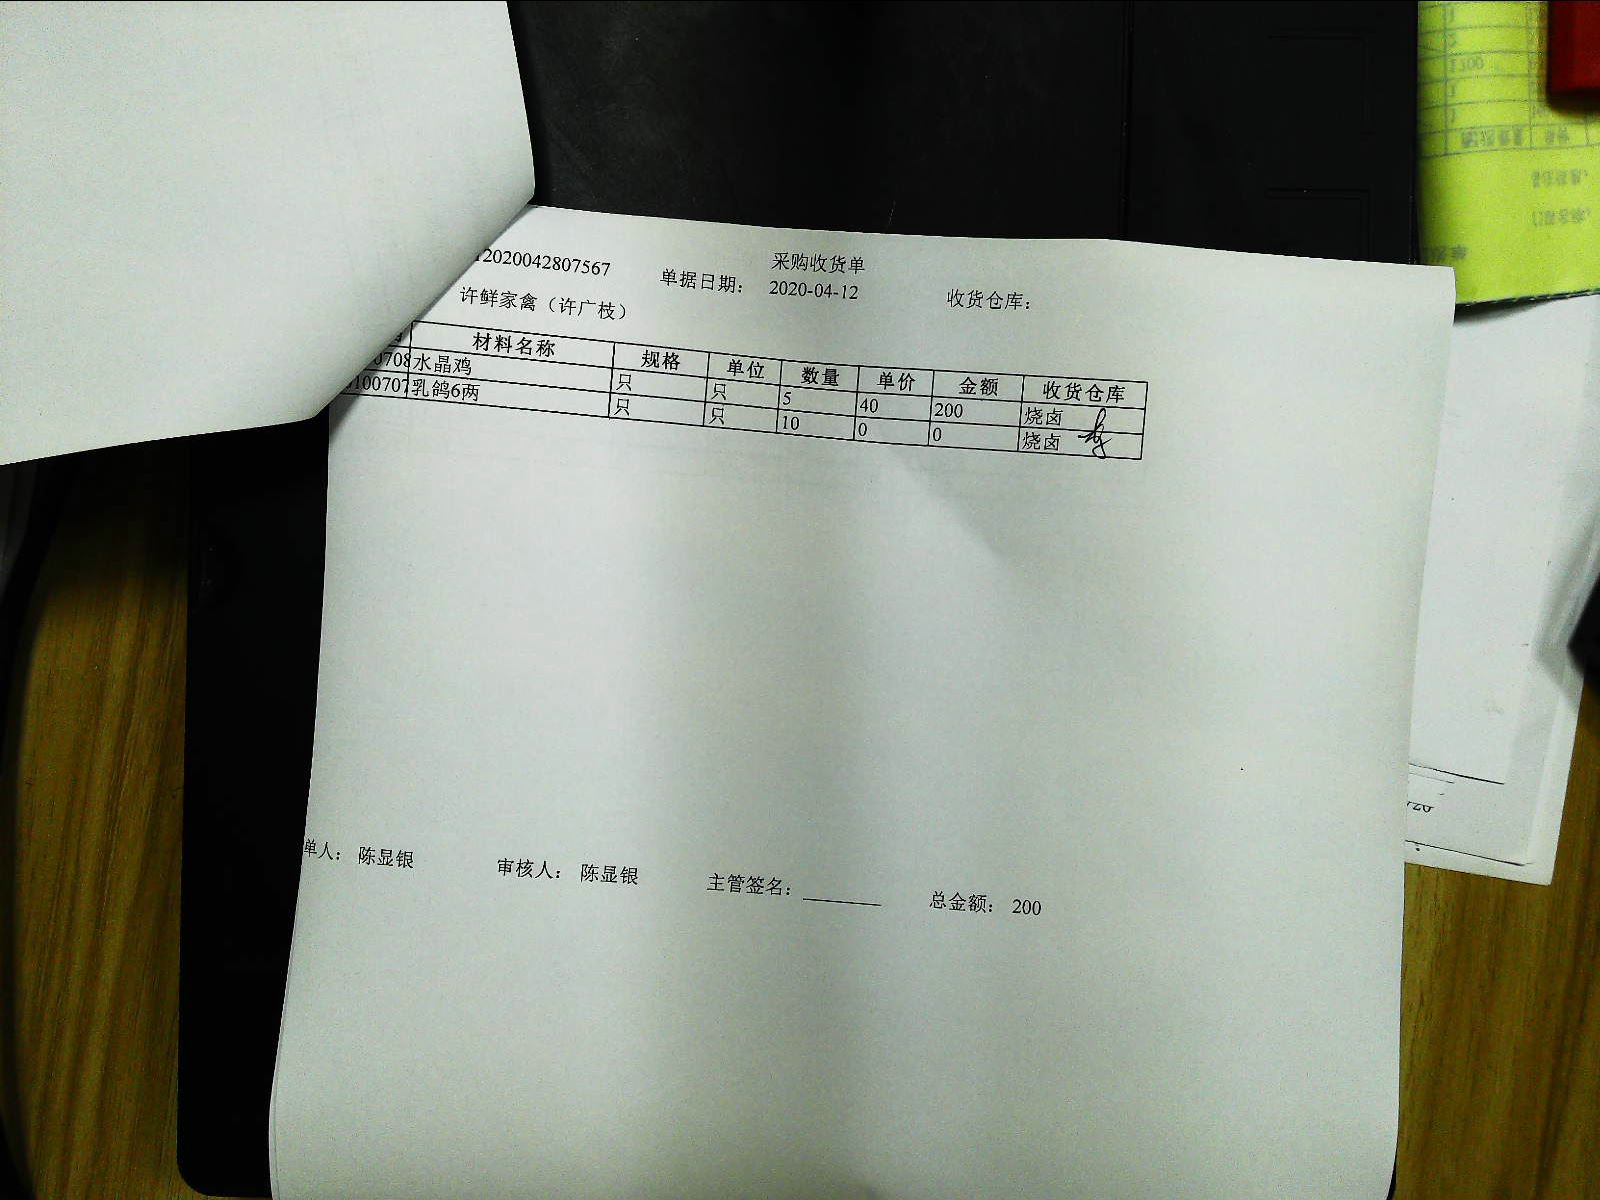 采购收货单
2020042807567 单据日期： 2020-04-12 收货仓库：
许鲜家禽（许广枝）
材料名称 规格 单位 数量 单价 金额 收货仓库
0708 水晶鸡 只 只 5 40 200 烧卤
100707 乳鸽6两 只 只 10 0 0 烧卤
单人： 陈显银 审核人： 陈显银 主管签名： 总金额： 200